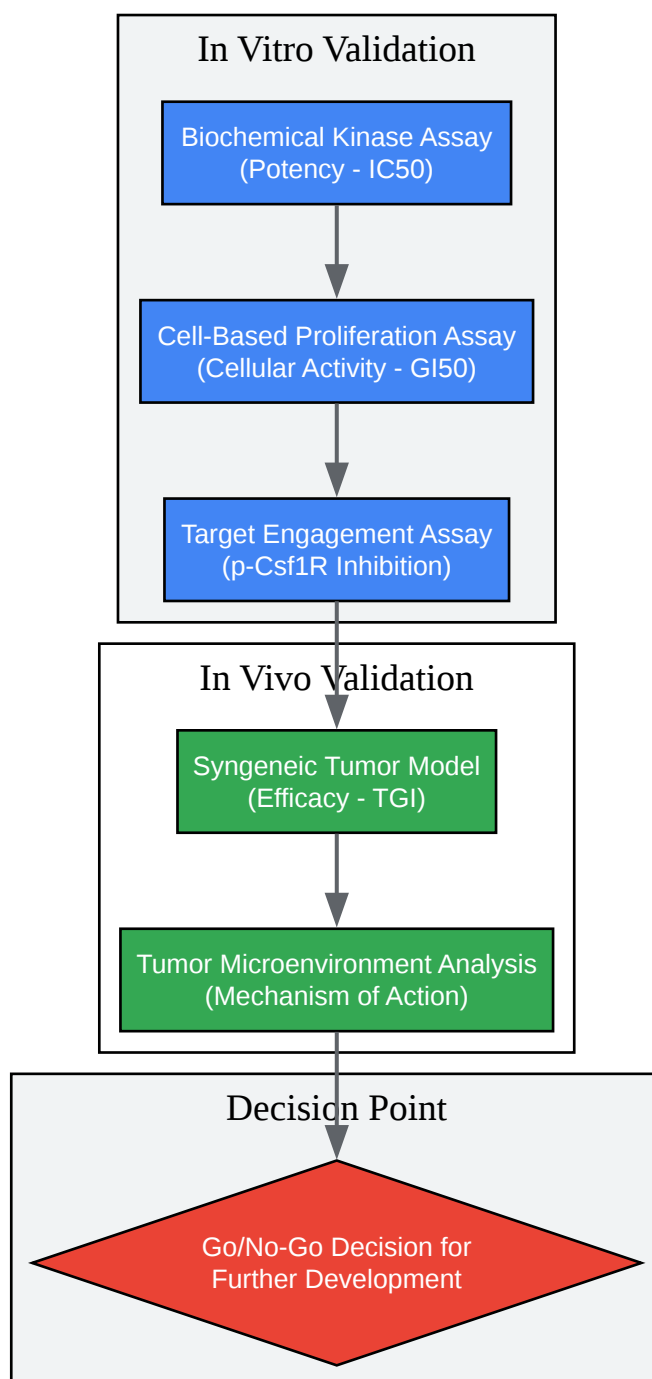 In Vitro Validation
Biochemical Kinase Assay
(Potency - IC50)
Cell-Based Proliferation Assay
(Cellular Activity - GI50)
Target Engagement Assay
(p-Csf1R Inhibition)
In Vivo Validation
Syngeneic Tumor Model
(Efficacy - TGI)
Tumor Microenvironment Analysis
(Mechanism of Action)
Decision Point
Go/No-Go Decision for
Further Development